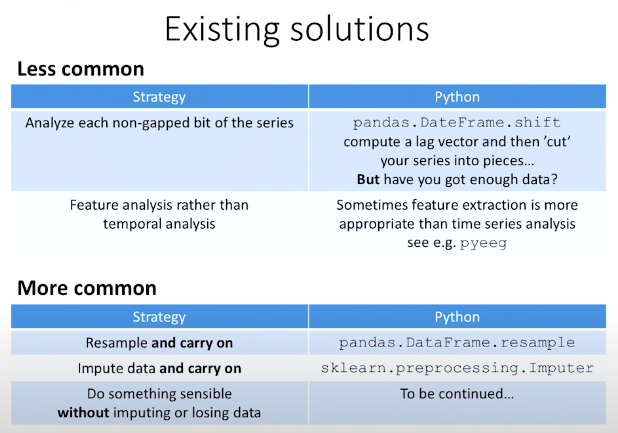 Existing solutions
Less common
Strategy Python
Analyze each non-gapped bit of the series pandas.DateFrame.shift
compute a lag vector and then ’cut’
your series into pieces…
But have you got enough data?
Feature analysis rather than Sometimes feature extraction is more
temporal analysis appropriate than time series analysis
see e.g. pyeeg
More common
Strategy Python
Resample and carry on pandas.DataFrame.resample
Impute data and carry on sklearn.preprocessing.Imputer
Do something sensible To be continued…
without imputing or losing data